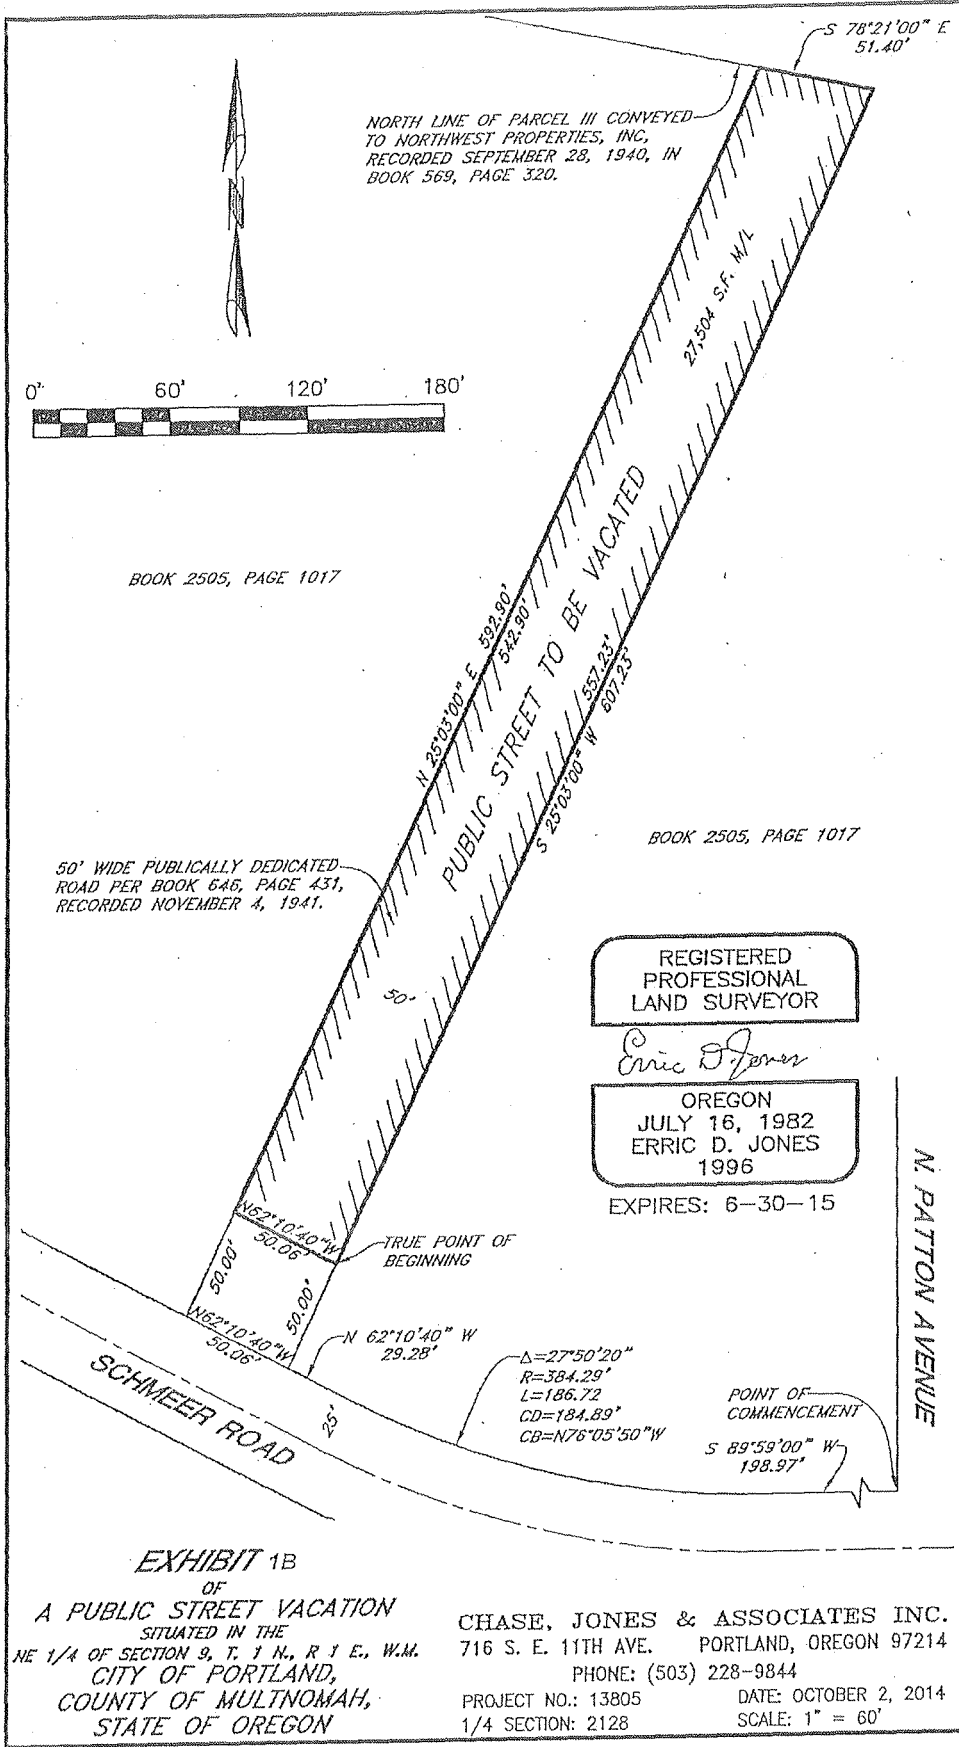 S 78°21'00" E
51.40'
NORTH LINE OF PARCEL III CONVEYED
TO NORTHWEST PROPERTIES, INC,
RECORDED SEPTEMBER 28, 1940, IN
BOOK 569, PAGE 320.
N
0' 60' 120' 180'
27,504 S.F. M/L
BOOK 2505, PAGE 1017
PUBLIC STREET TO BE VACATED
N 25°03'00" E 592.90'
542.90'
557.23'
S 25°03'00" W 607.23'
BOOK 2505, PAGE 1017
50' WIDE PUBLICALLY DEDICATED
ROAD PER BOOK 646, PAGE 431,
RECORDED NOVEMBER 4, 1941.
50'
REGISTERED
PROFESSIONAL
LAND SURVEYOR
Erric D. Jones
OREGON
JULY 16, 1982
ERRIC D. JONES
1996
EXPIRES: 6-30-15
N. PATTON AVENUE
N62°10'40"W
50.06'
TRUE POINT OF
BEGINNING
50.00'
50.00'
N62°10'40"W
50.06'
N 62°10'40" W
29.28'
Δ=27°50'20"
R=384.29'
L=186.72
CD=184.89'
CB=N76°05'50"W
POINT OF
COMMENCEMENT
S 89°59'00" W
198.97'
SCHMEER ROAD
25'
EXHIBIT 1B
OF
A PUBLIC STREET VACATION
SITUATED IN THE
NE 1/4 OF SECTION 9, T. 1 N., R 1 E., W.M.
CITY OF PORTLAND,
COUNTY OF MULTNOMAH,
STATE OF OREGON
CHASE, JONES & ASSOCIATES INC.
716 S. E. 11TH AVE. PORTLAND, OREGON 97214
PHONE: (503) 228-9844
PROJECT NO.: 13805 DATE: OCTOBER 2, 2014
1/4 SECTION: 2128 SCALE: 1" = 60'